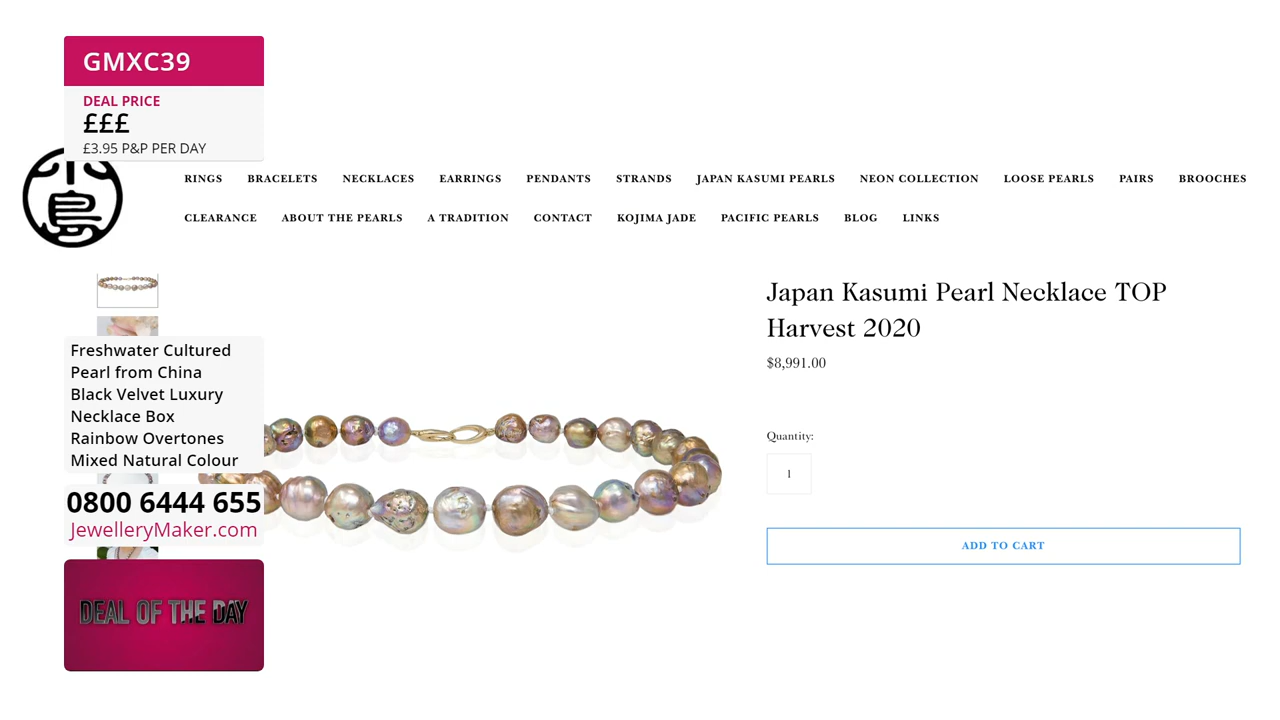 GMXC39
DEAL PRICE
£££
£3.95 P&P PER DAY
RINGS BRACELETS NECKLACES EARRINGS PENDANTS STRANDS JAPAN KASUMI PEARLS NEON COLLECTION LOOSE PEARLS PAIRS BROOCHES
CLEARANCE ABOUT THE PEARLS A TRADITION CONTACT KOJIMA JADE PACIFIC PEARLS BLOG LINKS
Japan Kasumi Pearl Necklace TOP
Harvest 2020
$8,991.00
Quantity:
1
ADD TO CART
Freshwater Cultured
Pearl from China
Black Velvet Luxury
Necklace Box
Rainbow Overtones
Mixed Natural Colour
0800 6444 655
JewelleryMaker.com
DEAL OF THE DAY